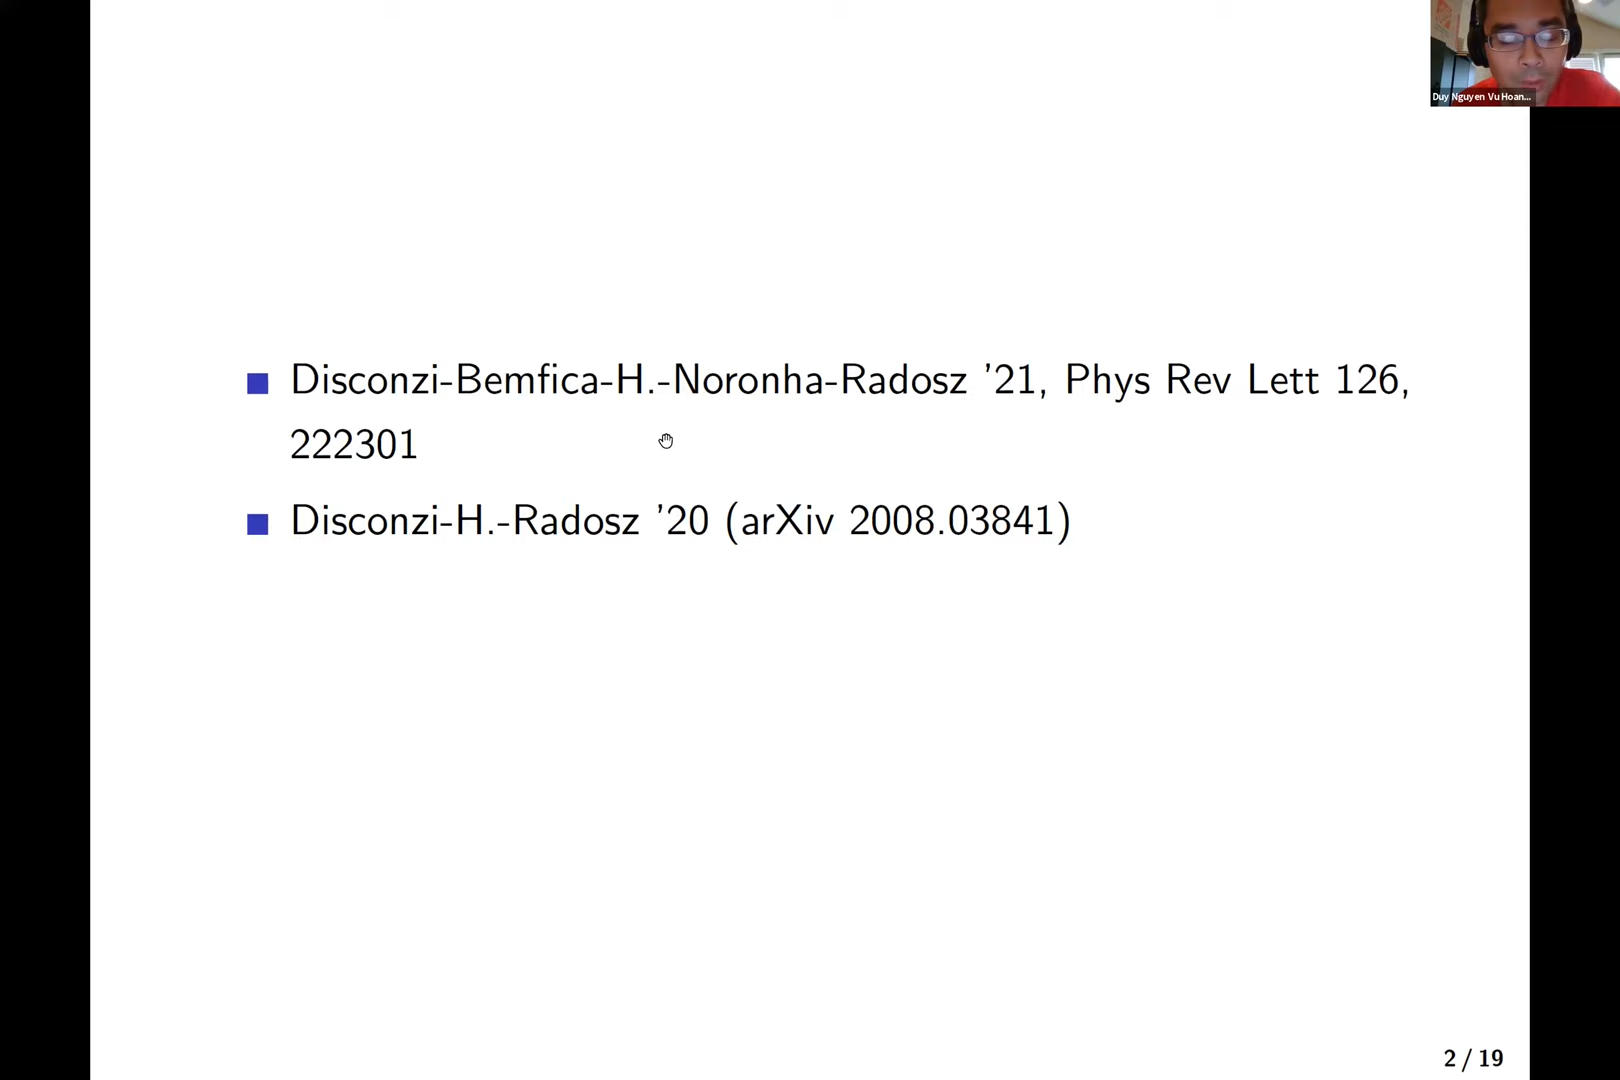 Duy Nguyen Vu Hoan...
■ Disconzi-Bemfica-H.-Noronha-Radosz ’21, Phys Rev Lett 126,
222301
■ Disconzi-H.-Radosz ’20 (arXiv 2008.03841)
2 / 19